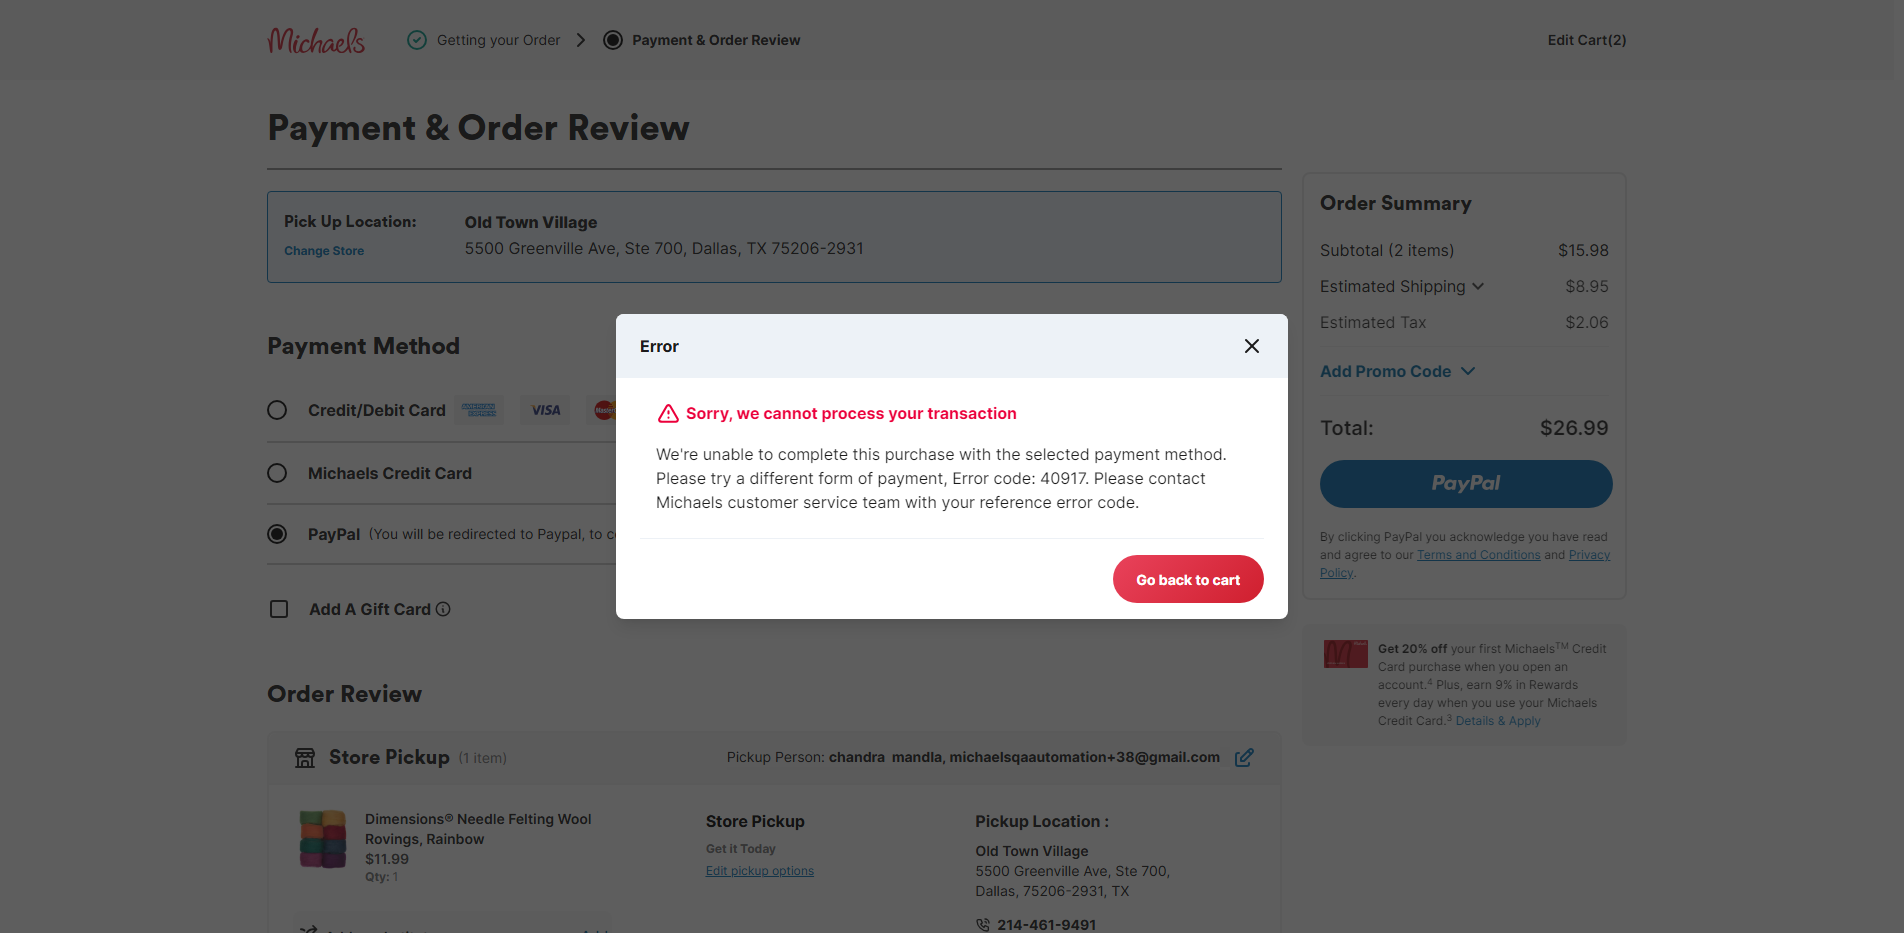 Michaels
Getting your Order
Payment & Order Review
Edit Cart(2)
Payment & Order Review
Pick Up Location:
Change Store
Old Town Village
5500 Greenville Ave, Ste 700, Dallas, TX 75206-2931
Payment Method
Credit/Debit Card
AMERICAN EXPRESS
VISA
Michaels Credit Card
PayPal (You will be redirected to Paypal, to c
Add A Gift Card
Error
Sorry, we cannot process your transaction
We're unable to complete this purchase with the selected payment method.
Please try a different form of payment, Error code: 40917. Please contact
Michaels customer service team with your reference error code.
Go back to cart
Order Summary
Subtotal (2 items) $15.98
Estimated Shipping $8.95
Estimated Tax $2.06
Add Promo Code
Total: $26.99
PayPal
By clicking PayPal you acknowledge you have read
and agree to our Terms and Conditions and Privacy
Policy.
Get 20% off your first Michaels™ Credit
Card purchase when you open an
account.⁴ Plus, earn 9% in Rewards
every day when you use your Michaels
Credit Card.³ Details & Apply
Order Review
Store Pickup (1 item)
Pickup Person: chandra mandla, michaelsqaautomation+38@gmail.com
Dimensions® Needle Felting Wool
Rovings, Rainbow
$11.99
Qty: 1
Store Pickup
Get it Today
Edit pickup options
Pickup Location :
Old Town Village
5500 Greenville Ave, Ste 700,
Dallas, 75206-2931, TX
214-461-9491